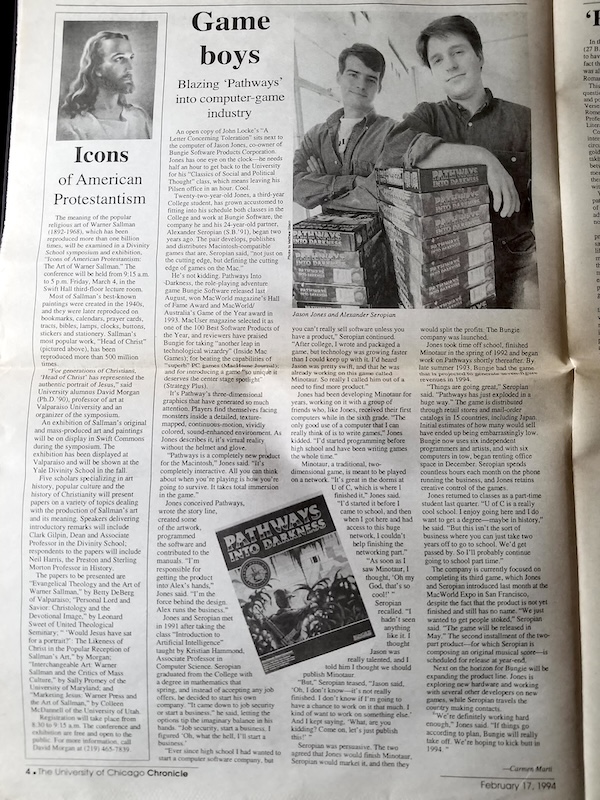 Icons
of American
Protestantism
The meaning of the popular
religious art of Warner Sallman
(1892-1968), which has been
reproduced more than one billion
times, will be examined in a Divinity
School symposium and exhibition,
"Icons of American Protestantism:
The Art of Warner Sallman." The
conference will be held from 9:15 a.m.
to 5 p.m. Friday, March 4, in the
Swift Hall third-floor lecture room.
Most of Sallman's best-known
paintings were created in the 1940s,
and they were later reproduced on
bookmarks, calendars, prayer cards,
tracts, bibles, lamps, clocks, buttons,
stickers and stationery. Sallman's
most popular work, "Head of Christ"
(pictured above), has been
reproduced more than 500 million
times.
"For generations of Christians,
'Head of Christ' has represented the
authentic portrait of Jesus," said
University alumnus David Morgan
(Ph.D.'90), professor of art at
Valparaiso University and an
organizer of the symposium.
An exhibition of Sallman's original
and mass-produced art and paintings
will be on display in Swift Commons
during the symposium. The
exhibition has been displayed at
Valparaiso and will be shown at the
Yale Divinity School in the fall.
Five scholars specializing in art
history, popular culture and the
history of Christianity will present
papers on a variety of topics dealing
with the production of Sallman's art
and its meaning. Speakers delivering
introductory remarks will include
Clark Gilpin, Dean and Associate
Professor in the Divinity School;
respondents to the papers will include
Neil Harris, the Preston and Sterling
Morton Professor in History.
The papers to be presented are
"Evangelical Theology and the Art of
Warner Sallman," by Betty DeBerg
of Valparaiso; "Personal Lord and
Savior: Christology and the
Devotional Image," by Leonard
Sweet of United Theological
Seminary; "'Would Jesus have sat
for a portrait?' The Likeness of
Christ in the Popular Reception of
Sallman's Art," by Morgan;
"Interchangeable Art: Warner
Sallman and the Critics of Mass
Culture," by Sally Promey of the
University of Maryland; and
"Marketing Jesus: Warner Press and
the Art of Sallman," by Colleen
McDannell of the University of Utah.
Registration will take place from
8:30 to 9:15 a.m. The conference and
exhibition are free and open to the
public. For more information, call
David Morgan at (219) 465-7839.
Game
boys
Blazing 'Pathways'
into computer-game
industry
An open copy of John Locke's "A
Letter Concerning Toleration" sits next to
the computer of Jason Jones, co-owner of
Bungie Software Products Corporation.
Jones has one eye on the clock—he needs
half an hour to get back to the University
for his "Classics of Social and Political
Thought" class, which means leaving his
Pilsen office in an hour. Cool.
Twenty-two-year-old Jones, a third-year
College student, has grown accustomed to
fitting into his schedule both classes in the
College and work at Bungie Software, the
company he and his 24-year-old partner,
Alexander Seropian (S.B.'91), began two
years ago. The pair develops, publishes
and distributes Macintosh-compatible
games that are, Seropian said, "not just on
the cutting edge, but defining the cutting
edge of games on the Mac."
He's not kidding. Pathways Into
Darkness, the role-playing adventure
game Bungie Software released last
August, won MacWorld magazine's Hall
of Fame Award and MacWorld/
Australia's Game of the Year award in
1993. MacUser magazine selected it as
one of the 100 Best Software Products of
the Year, and reviewers have praised
Bungie for taking "another leap in
technological wizardry" (Inside Mac
Games); for bearing the capabilities of
and for introducing a game "so unique it
deserves the center stage spotlight"
(Strategy Plus).
It's Pathway's three-dimensional
graphics that have generated so much
attention. Players find themselves facing
monsters inside a detailed, texture-
mapped, continuous-motion, vividly
colored, sound-enhanced environment. As
Jones describes it, it's virtual reality
without the helmet and glove.
"Pathways is a completely new product
for the Macintosh," Jones said. "It's
completely interactive. All you can think
about when you're playing is how you're
going to survive. It takes total immersion
in the game."
Jones conceived Pathways,
wrote the story line,
created some
of the artwork,
programmed
the software and
contributed to the
manuals. "I'm
responsible for
getting the product
into Alex's hands,"
Jones said. "I'm the
force behind the design.
Alex runs the business."
Jones and Seropian met
in 1991 after taking the
class "Introduction to
Artificial Intelligence"
taught by Kristian Hammond,
Associate Professor in
Computer Science. Seropian
graduated from the College with
a degree in mathematics that
spring, and instead of accepting any job
offers, he decided to start his own
company. "It came down to job security
or start a business," he said, letting the
options tip the imaginary balance in his
hands. "Job security, start a business, I
figured 'Oh, what the hell, I'll start a
business.'
"Ever since high school I had wanted to
start a computer software company, but
Jason Jones and Alexander Seropian
you can't really sell software unless you
have a product," Seropian continued.
"After college, I wrote and packaged a
game, but technology was growing faster
than I could keep up with it. I'd heard
Jason was pretty swift, and that he was
already working on this game called
Minotaur. So I really called him out of a
need to find more product."
Jones had been developing Minotaur for
years, working on it with a group of
friends who, like Jones, received their first
computers while in the sixth grade. "The
only good use of a computer that I can
really think of is to write games," Jones
kidded. "I'd started programming before
high school and have been writing games
the whole time."
Minotaur, a traditional, two-
dimensional game, is meant to be played
on a network. "It's great in the dorms at
U of C, which is where I
finished it," Jones said.
"I'd started it before I
came to school, and then
when I got here and had
access to this huge
network, I couldn't
help finishing the
networking part."
"As soon as I
saw Minotaur, I
thought, 'Oh my
God, that's so
cool!'"
Seropian
recalled. "I
hadn't seen
anything
like it. I
thought
Jason was
really talented, and I
told him I thought we should
publish Minotaur.
"But," Seropian teased, "Jason said,
'Oh, I don't know—it's not really
finished. I don't know if I'm going to
have a chance to work on it that much. I
kind of want to work on something else.'
And I kept saying, 'What, are you
kidding? Come on, let's just publish
this!'"
Seropian was persuasive. The two
agreed that Jones would finish Minotaur,
Seropian would market it, and then they
PATHWAYS
INTO DARKNESS
would split the profits. The Bungie
company was launched.
Jones took time off school, finished
Minotaur in the spring of 1992 and began
work on Pathways shortly thereafter. By
late summer 1993, Bungie had the game
revenues in 1994.
"Things are going great," Seropian
said. "Pathway has just exploded in a
huge way." The game is distributed
through retail stores and mail-order
catalogs in 15 countries, including Japan.
Initial estimates of how many would sell
have ended up being embarrassingly low.
Bungie now uses six independent
programmers and artists, and with six
computers in tow, began renting office
space in December. Seropian spends
countless hours each month on the phone
running the business, and Jones retains
creative control of the games.
Jones returned to classes as a part-time
student last quarter. "U of C is a really
cool school. I enjoy going here and I do
want to get a degree—maybe in history,"
he said. "But this isn't the sort of
business where you can just take two
years off to go to school. We'd get
passed by. So I'll probably continue
going to school part time."
The company is currently focused on
completing its third game, which Jones
and Seropian introduced last month at the
MacWorld Expo in San Francisco,
despite the fact that the product is not yet
finished and still has no name. "We just
wanted to get people stoked," Seropian
said. "The game will be released in
May." The second installment of the two-
part product—for which Seropian is
composing an original musical score—is
scheduled for release at year-end.
Next on the horizon for Bungie will be
expanding the product line. Jones is
exploring new hardware and working
with several other developers on new
games, while Seropian travels the
country making contacts.
"We're definitely working hard
enough," Jones said. "If things go
according to plan, Bungie will really
take off. We're hoping to kick butt in
1994."
—Carmen Marti
4 • The University of Chicago Chronicle
February 17, 1994